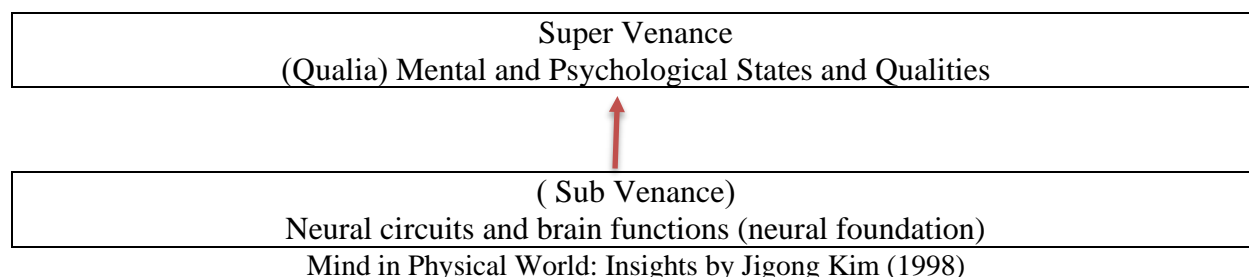 Super Venance
(Qualia) Mental and Psychological States and Qualities
( Sub Venance)
Neural circuits and brain functions (neural foundation)
Mind in Physical World: Insights by Jigong Kim (1998)